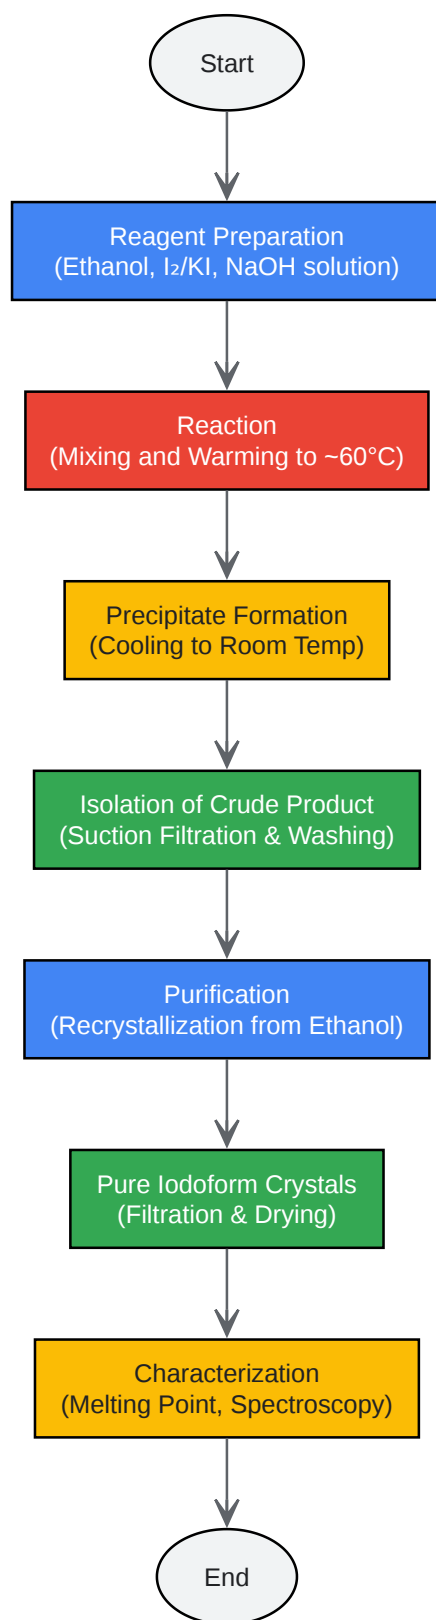 Start
Reagent Preparation
(Ethanol, I₂/KI, NaOH solution)
Reaction
(Mixing and Warming to ~60°C)
Precipitate Formation
(Cooling to Room Temp)
Isolation of Crude Product
(Suction Filtration & Washing)
Purification
(Recrystallization from Ethanol)
Pure Iodoform Crystals
(Filtration & Drying)
Characterization
(Melting Point, Spectroscopy)
End